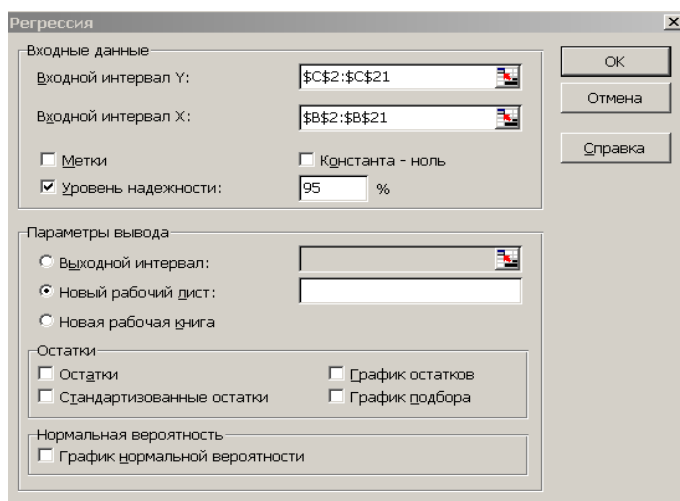 Регрессия
Входные данные
Входной интервал Y: $C$2:$C$21
Входной интервал X: $B$2:$B$21
Метки Константа - ноль
Уровень надежности: 95 %
OK
Отмена
Справка
Параметры вывода
Выходной интервал:
Новый рабочий лист:
Новая рабочая книга
Остатки
Остатки График остатков
Стандартизованные остатки График подбора
Нормальная вероятность
График нормальной вероятности